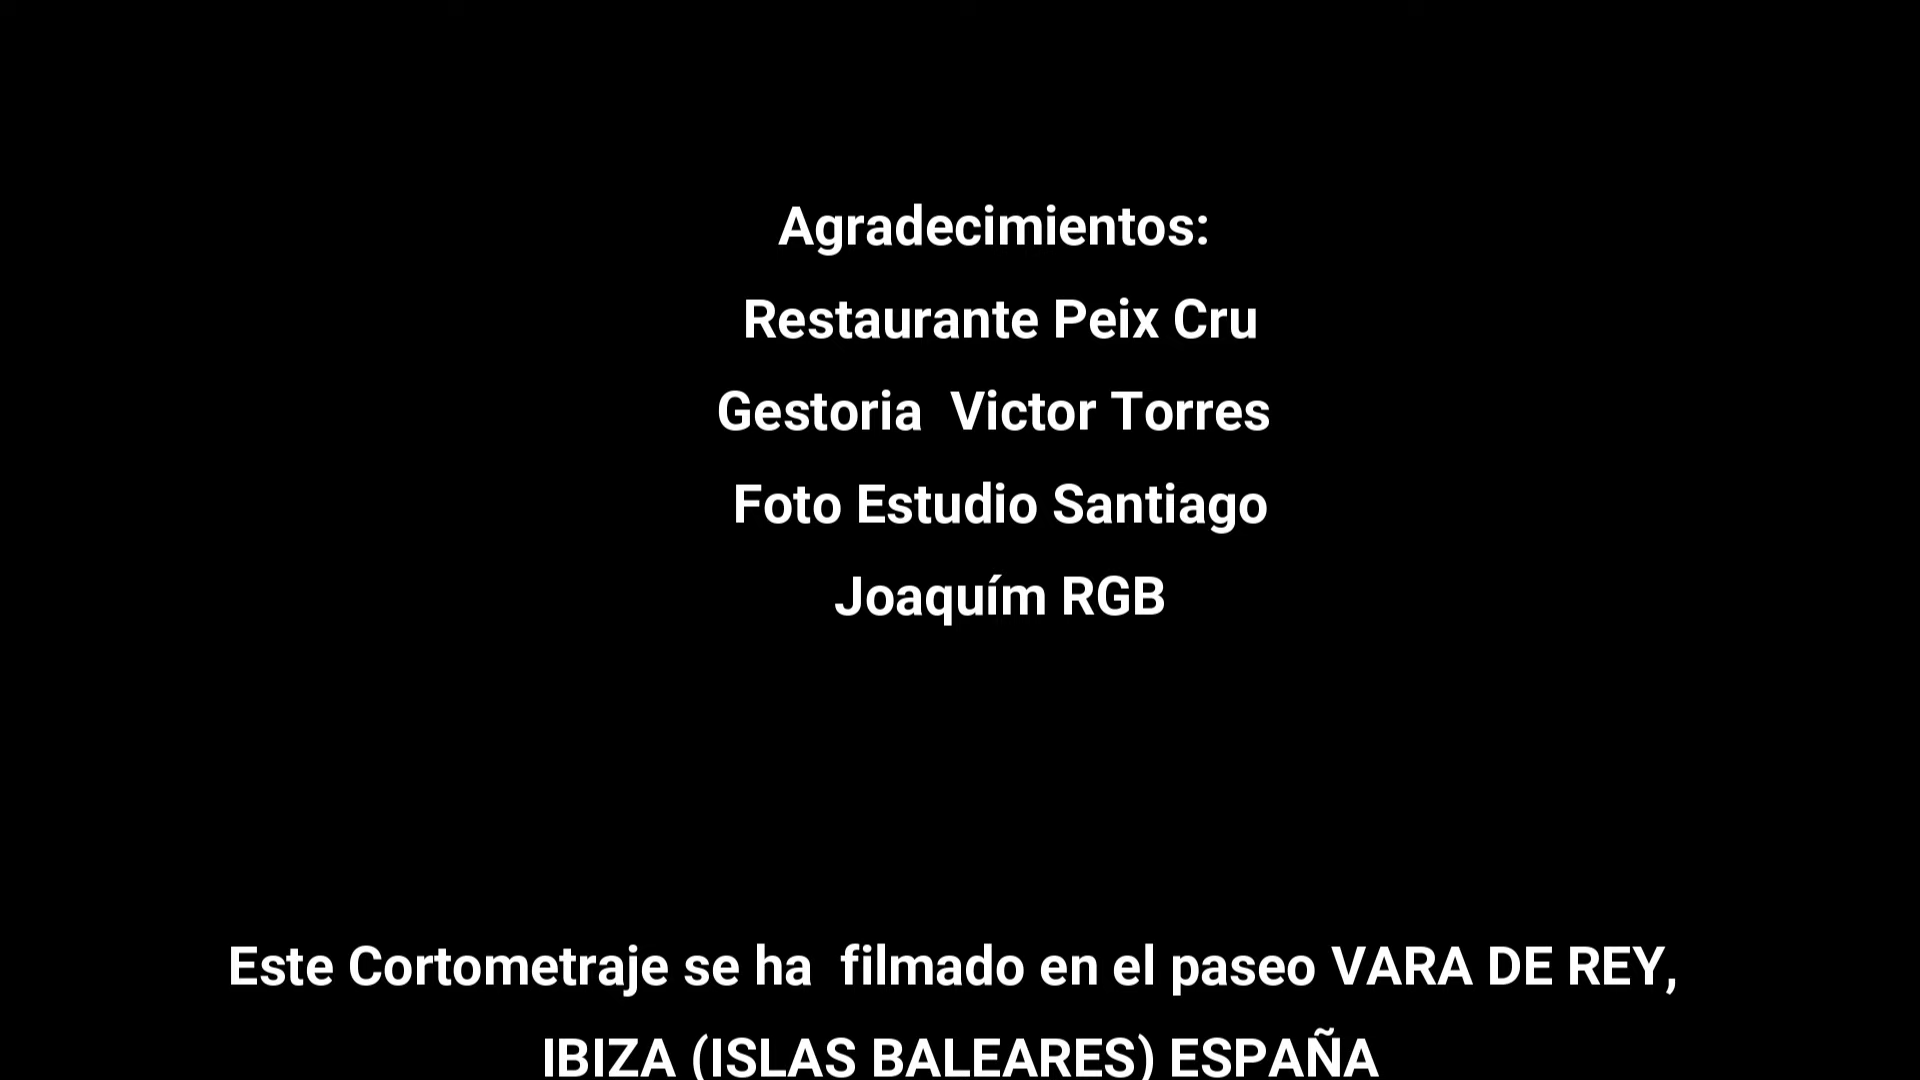 Agradecimientos:
Restaurante Peix Cru
Gestoria  Victor Torres
Foto Estudio Santiago
Joaquím RGB
Este Cortometraje se ha  filmado en el paseo VARA DE REY,
IBIZA (ISLAS BALEARES) ESPAÑA